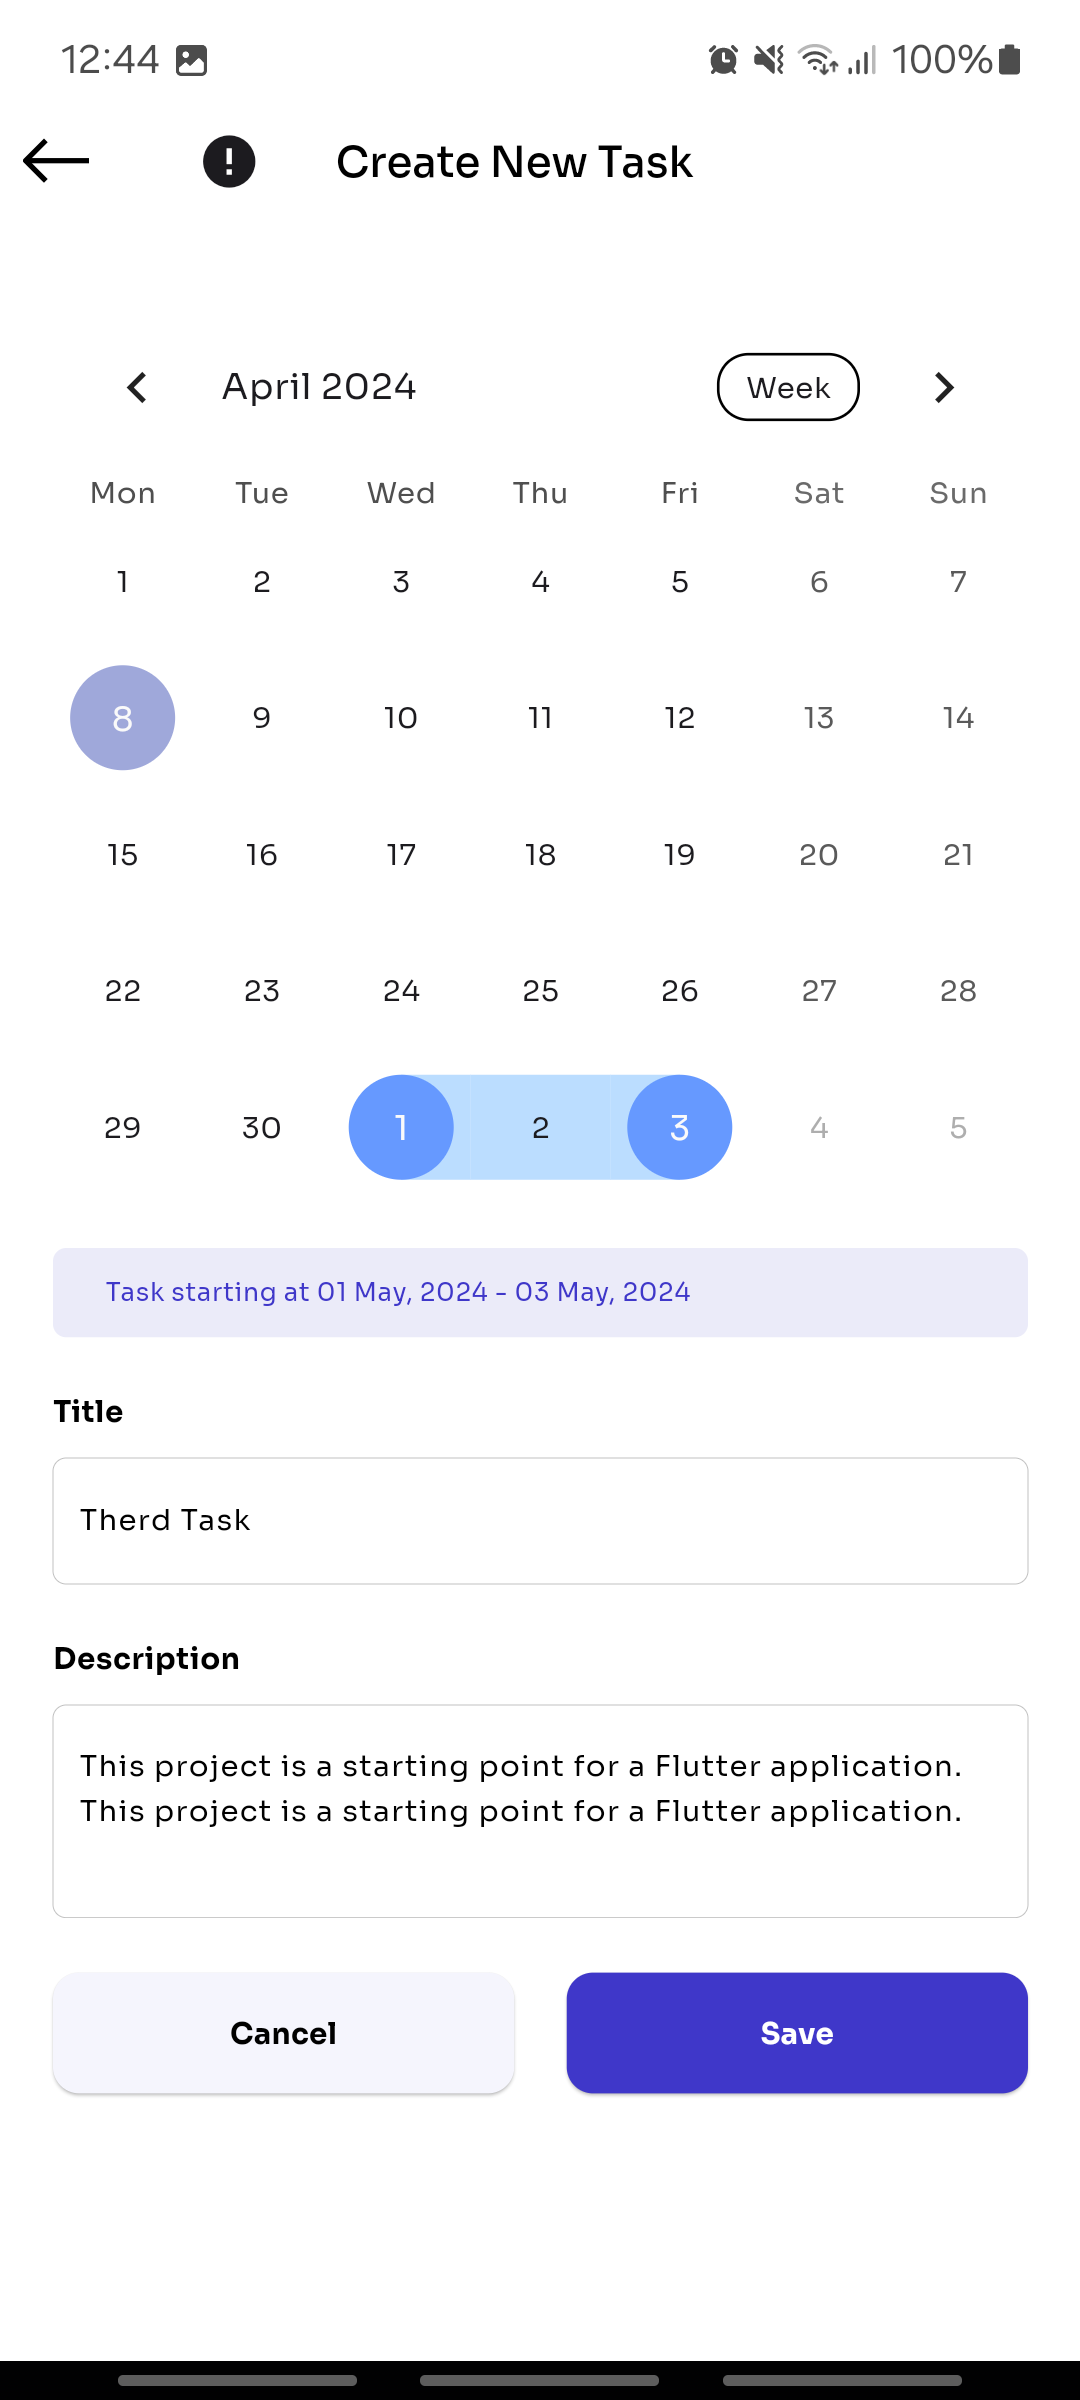 12:44 100%
! Create New Task
April 2024 Week
Mon Tue Wed Thu Fri Sat Sun
1 2 3 4 5 6 7
8 9 10 11 12 13 14
15 16 17 18 19 20 21
22 23 24 25 26 27 28
29 30 1 2 3 4 5
Task starting at 01 May, 2024 - 03 May, 2024
Title
Therd Task
Description
This project is a starting point for a Flutter application.
This project is a starting point for a Flutter application.
Cancel Save